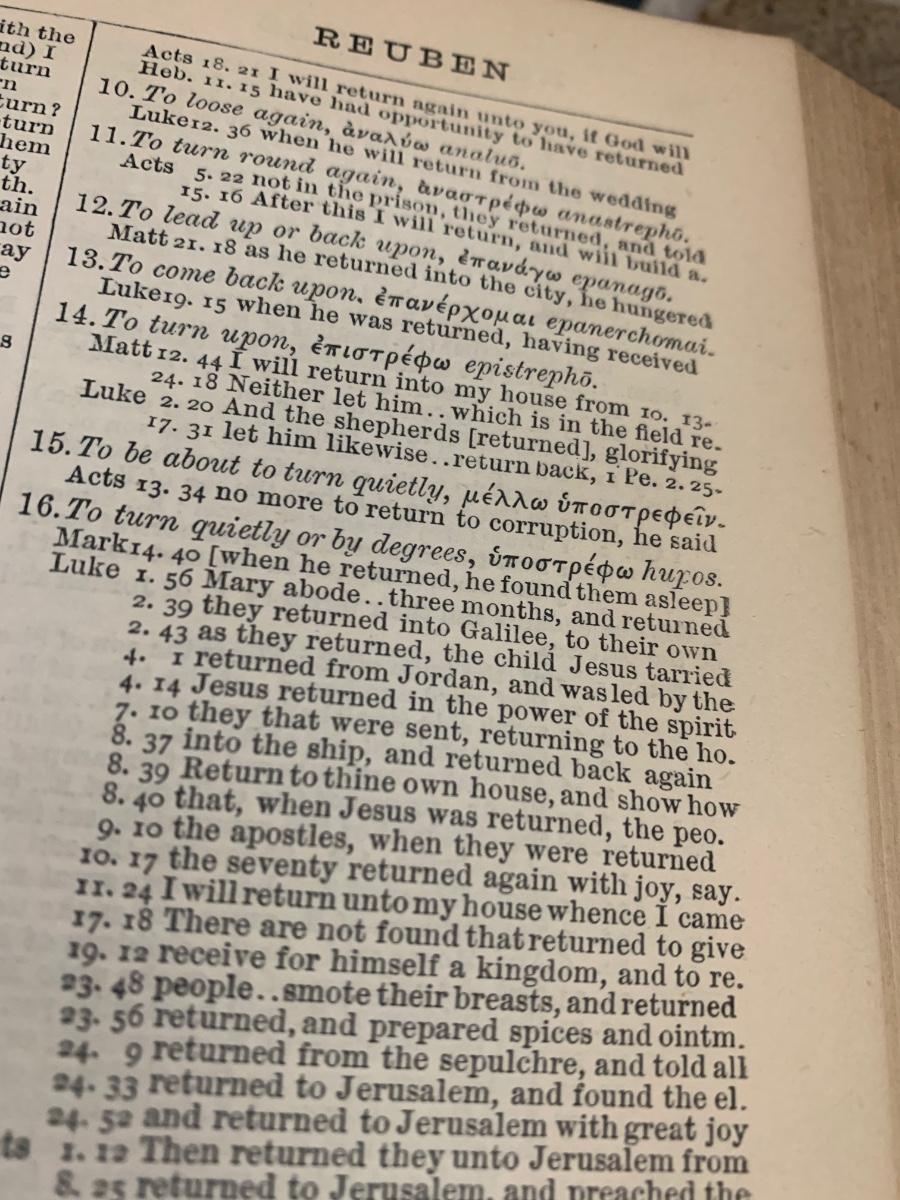 REUBEN
ith the
nd) I
turn
rn
turn?
eturn
hem
ty
th.
ain
not
ay
e
s
Acts 18. 21 I will return again unto you, if God will
Heb. 11. 15 have had opportunity to have returned
10. To loose again, ἀναλύω analuō.
Luke 12. 36 when he will return from the wedding
11. To turn round again, ἀναστρέφω anastrephō.
Acts 5. 22 not in the prison, they returned, and told
15. 16 After this I will return, and will build a.
12. To lead up or back upon, ἐπανάγω epanagō.
Matt 21. 18 as he returned into the city, he hungered
13. To come back upon, ἐπανέρχομαι epanerchomai.
Luke 19. 15 when he was returned, having received
14. To turn upon, ἐπιστρέφω epistrephō.
Matt 12. 44 I will return into my house from 10. 13.
24. 18 Neither let him..which is in the field re.
Luke 2. 20 And the shepherds [returned], glorifying
17. 31 let him likewise..return back, 1 Pe. 2. 25.
15. To be about to turn quietly, μέλλω ὑποστρεφεῖν.
Acts 13. 34 no more to return to corruption, he said
16. To turn quietly or by degrees, ὑποστρέφω hupos.
Mark 14. 40 [when he returned, he found them asleep]
Luke 1. 56 Mary abode..three months, and returned
2. 39 they returned into Galilee, to their own
2. 43 as they returned, the child Jesus tarried
4. 1 returned from Jordan, and was led by the
4. 14 Jesus returned in the power of the spirit
7. 10 they that were sent, returning to the ho.
8. 37 into the ship, and returned back again
8. 39 Return to thine own house, and show how
8. 40 that, when Jesus was returned, the peo.
9. 10 the apostles, when they were returned
10. 17 the seventy returned again with joy, say.
11. 24 I will return unto my house whence I came
17. 18 There are not found that returned to give
19. 12 receive for himself a kingdom, and to re.
23. 48 people..smote their breasts, and returned
23. 56 returned, and prepared spices and ointm.
24. 9 returned from the sepulchre, and told all
24. 33 returned to Jerusalem, and found the el.
24. 52 and returned to Jerusalem with great joy
ts 1. 12 Then returned they unto Jerusalem from
8. 25 returned to Jerusalem, and preached the